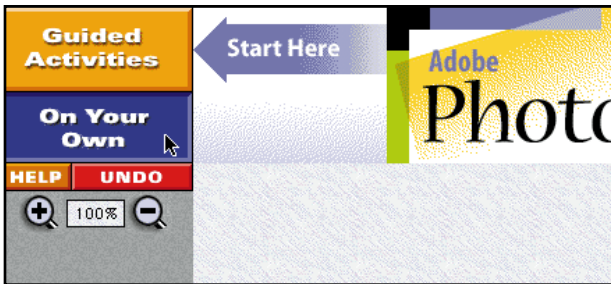 Guided
Activities
Start Here
Adobe
Photo
On Your
Own
HELP
UNDO
100%